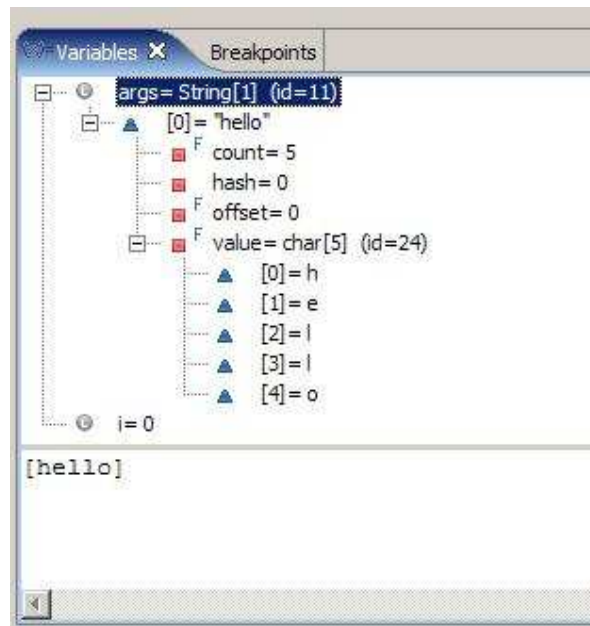 Variables Breakpoints
args= String[1] (id=11)
[0]= "hello"
F count= 5
hash= 0
F offset= 0
F value= char[5] (id=24)
[0]= h
[1]= e
[2]= l
[3]= l
[4]= o
i= 0
[hello]